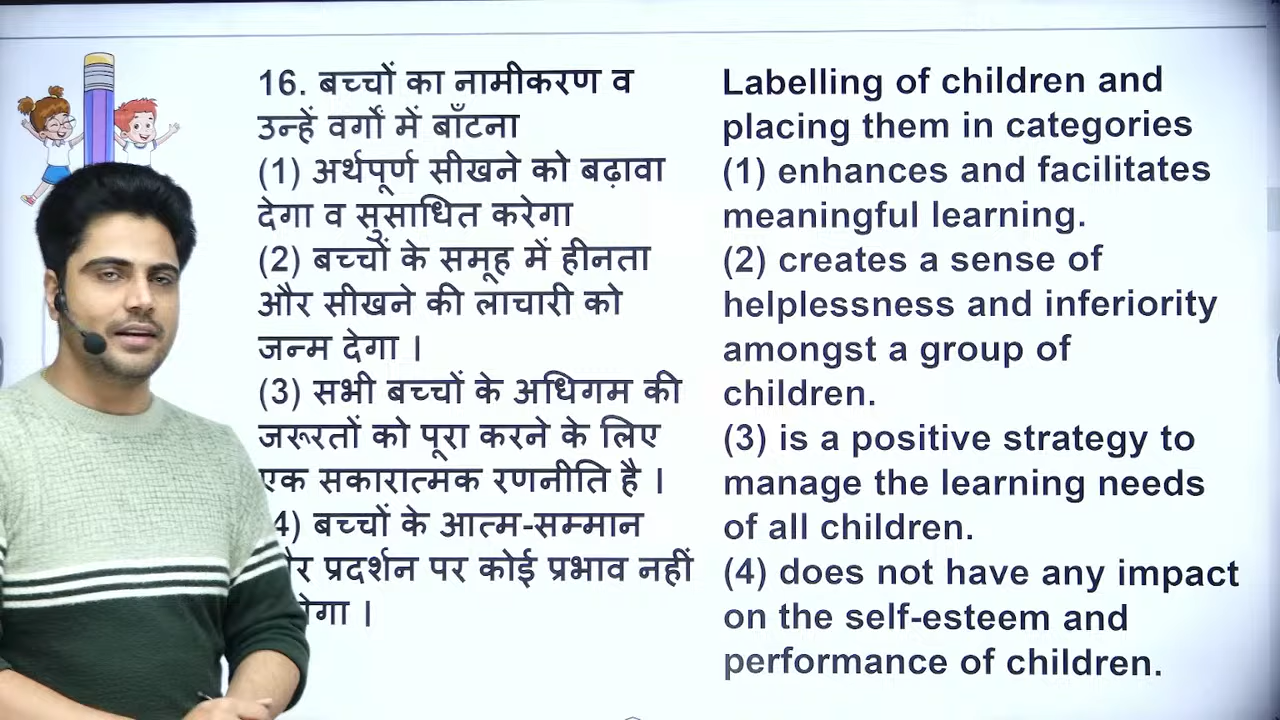 16. बच्चों का नामीकरण व
उन्हें वर्गों में बाँटना
(1) अर्थपूर्ण सीखने को बढ़ावा
देगा व सुसाधित करेगा
(2) बच्चों के समूह में हीनता
और सीखने की लाचारी को
जन्म देगा ।
(3) सभी बच्चों के अधिगम की
जरूरतों को पूरा करने के लिए
एक सकारात्मक रणनीति है ।
4) बच्चों के आत्म-सम्मान
प्रदर्शन पर कोई प्रभाव नहीं
।
Labelling of children and
placing them in categories
(1) enhances and facilitates
meaningful learning.
(2) creates a sense of
helplessness and inferiority
amongst a group of
children.
(3) is a positive strategy to
manage the learning needs
of all children.
(4) does not have any impact
on the self-esteem and
performance of children.